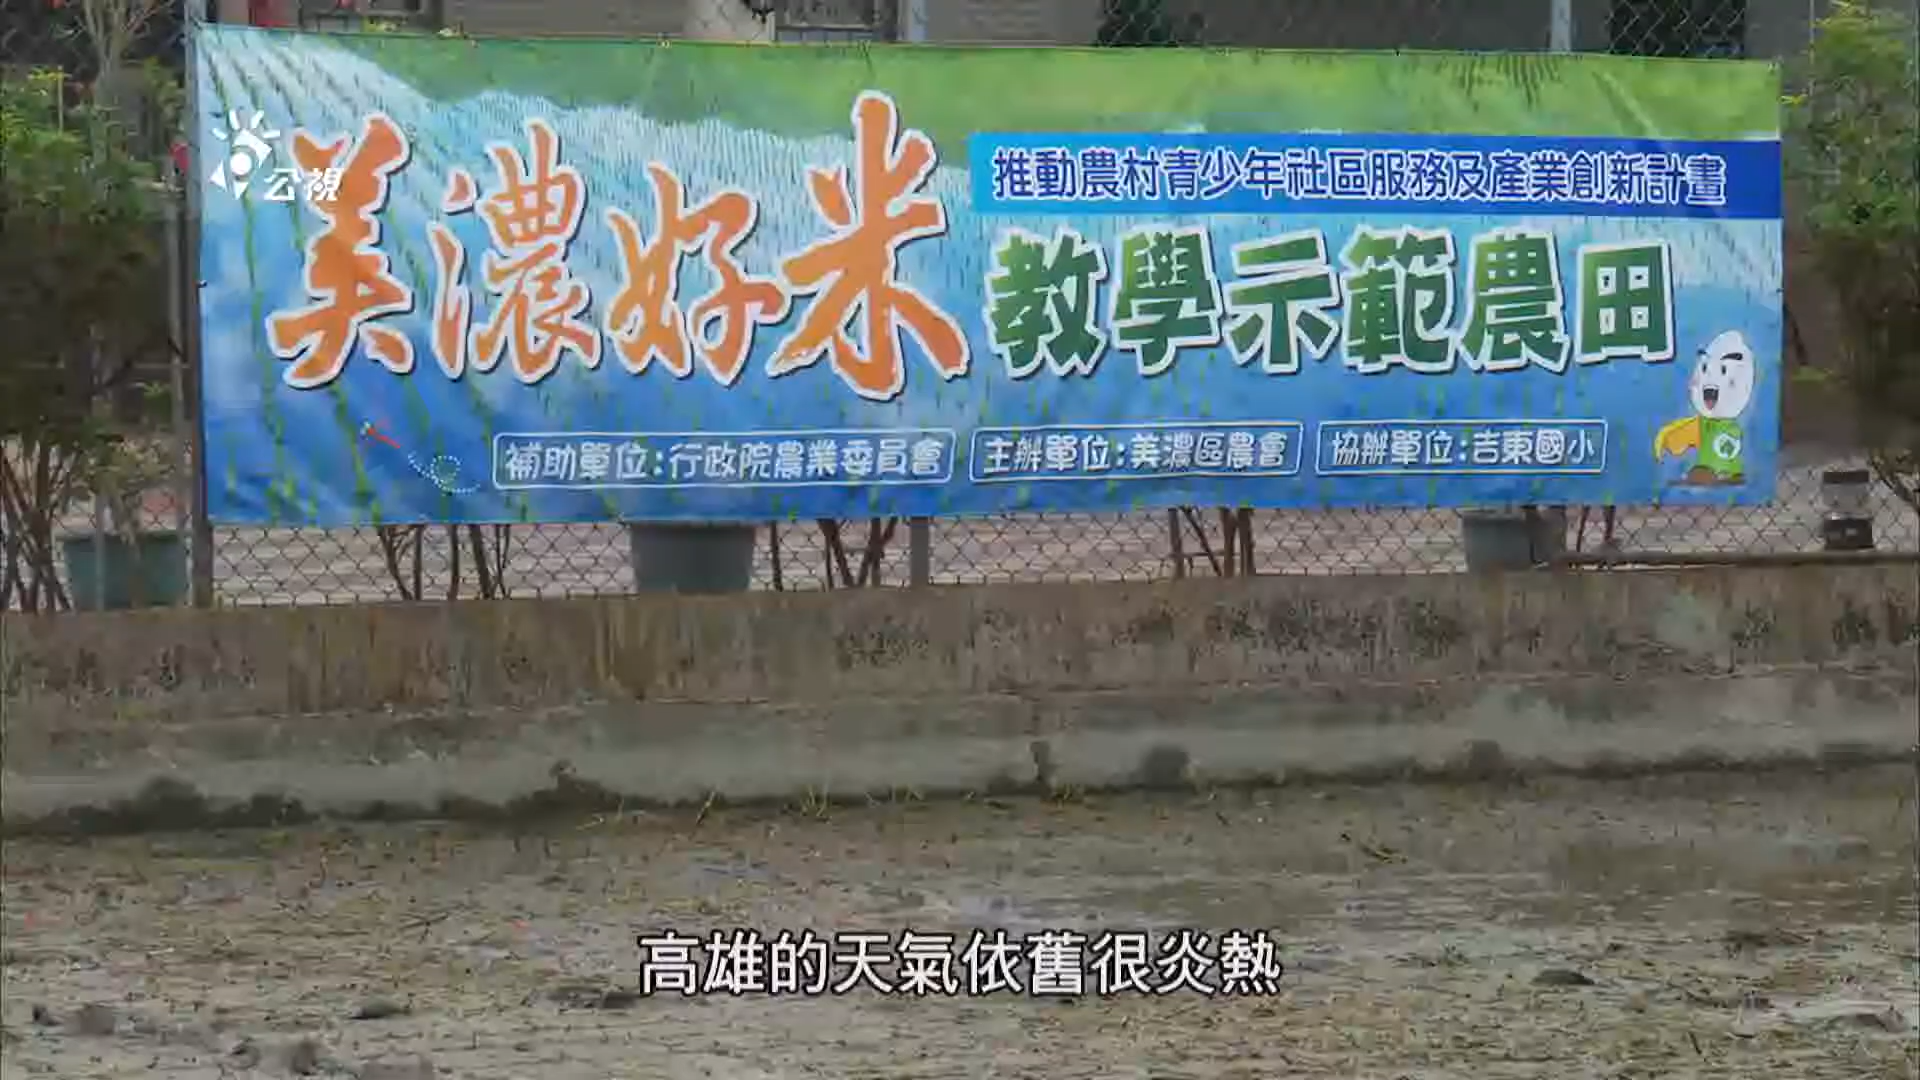 公視
美濃好米
推動農村青少年社區服務及產業創新計畫
教學示範農田
補助單位:行政院農業委員會 主辦單位:美濃區農會 協辦單位:吉東國小
高雄的天氣依舊很炎熱